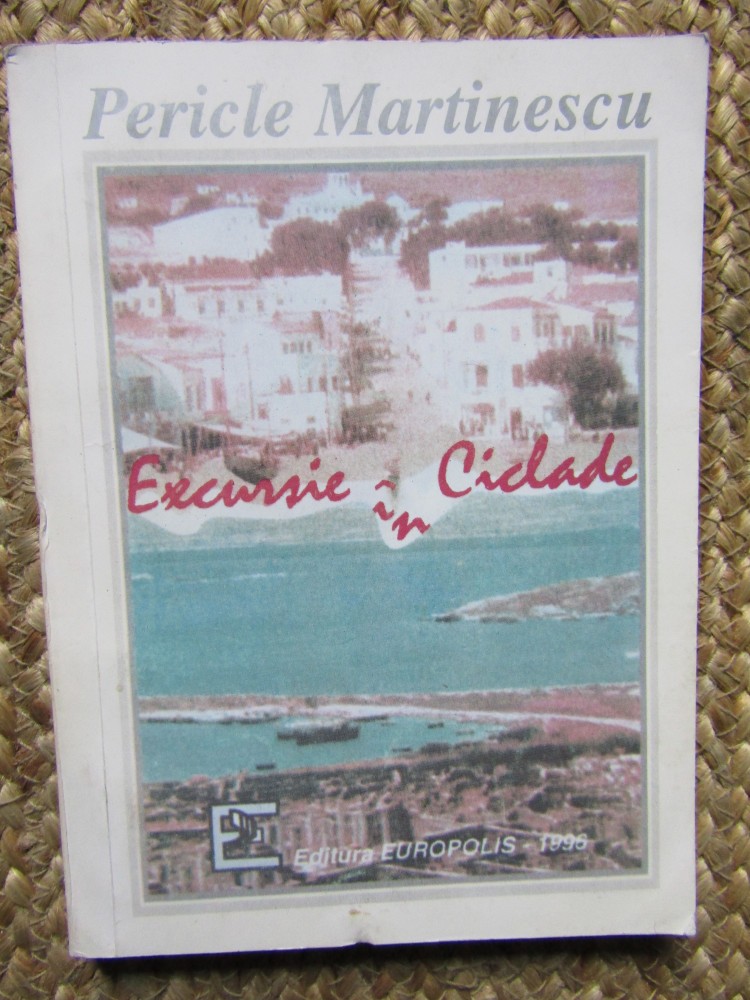 Pericle Martinescu
Excursie în Ciclade
E
Editura EUROPOLIS - 1996